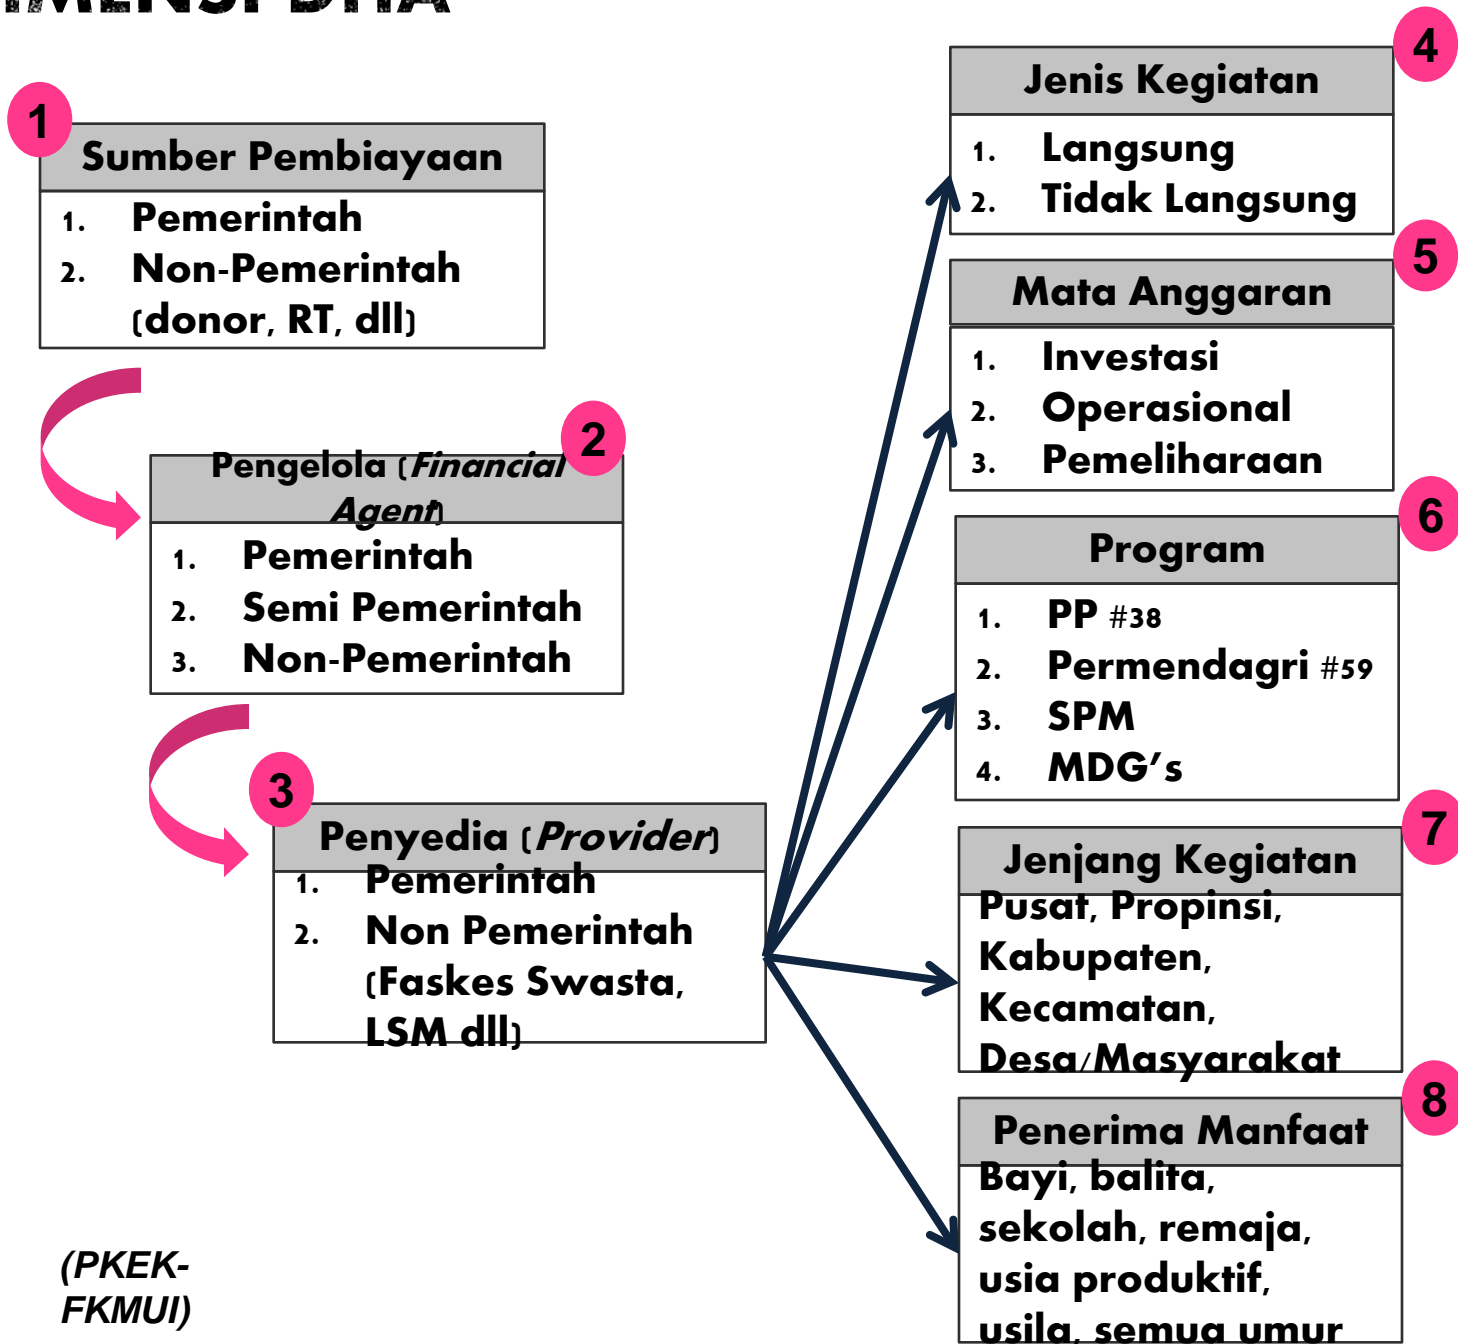 IMENSI DHA
1
Sumber Pembiayaan
1. Pemerintah
2. Non-Pemerintah
(donor, RT, dll)
2
Pengelola (Financial
Agent)
1. Pemerintah
2. Semi Pemerintah
3. Non-Pemerintah
3
Penyedia (Provider)
1. Pemerintah
2. Non Pemerintah
(Faskes Swasta,
LSM dll)
4
Jenis Kegiatan
1. Langsung
2. Tidak Langsung
5
Mata Anggaran
1. Investasi
2. Operasional
3. Pemeliharaan
6
Program
1. PP #38
2. Permendagri #59
3. SPM
4. MDG’s
7
Jenjang Kegiatan
Pusat, Propinsi,
Kabupaten,
Kecamatan,
Desa/Masyarakat
8
Penerima Manfaat
Bayi, balita,
sekolah, remaja,
usia produktif,
usila, semua umur
(PKEK-
FKMUI)